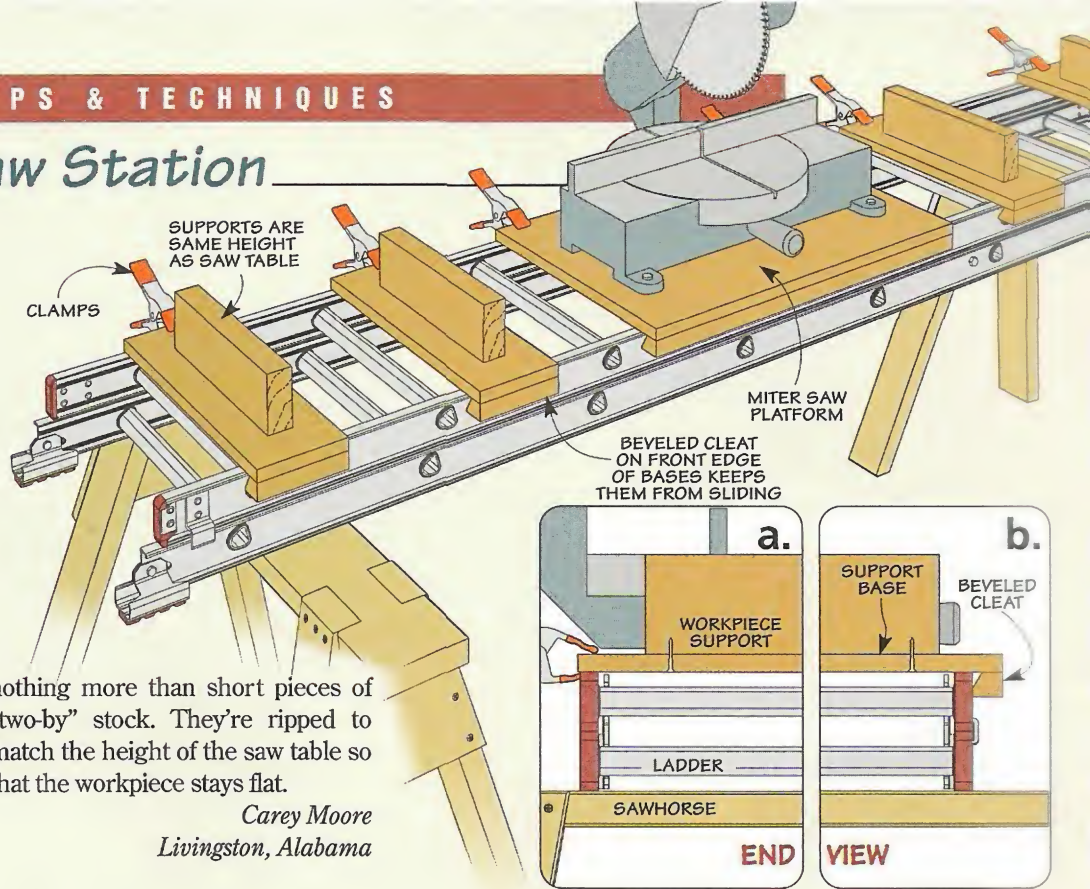 PS & TECHNIQUES
Station
SUPPORTS ARE
SAME HEIGHT
AS SAW TABLE
CLAMPS
MITER SAW
PLATFORM
BEVELED CLEAT
ON FRONT EDGE
OF BASES KEEPS
THEM FROM SLIDING
nothing more than short pieces of
two-by” stock. They’re ripped to
match the height of the saw table so
that the workpiece stays flat.
Carey Moore
Livingston, Alabama
a.
WORKPIECE
SUPPORT
LADDER
SAWHORSE
b.
SUPPORT
BASE
BEVELED
CLEAT
END VIEW